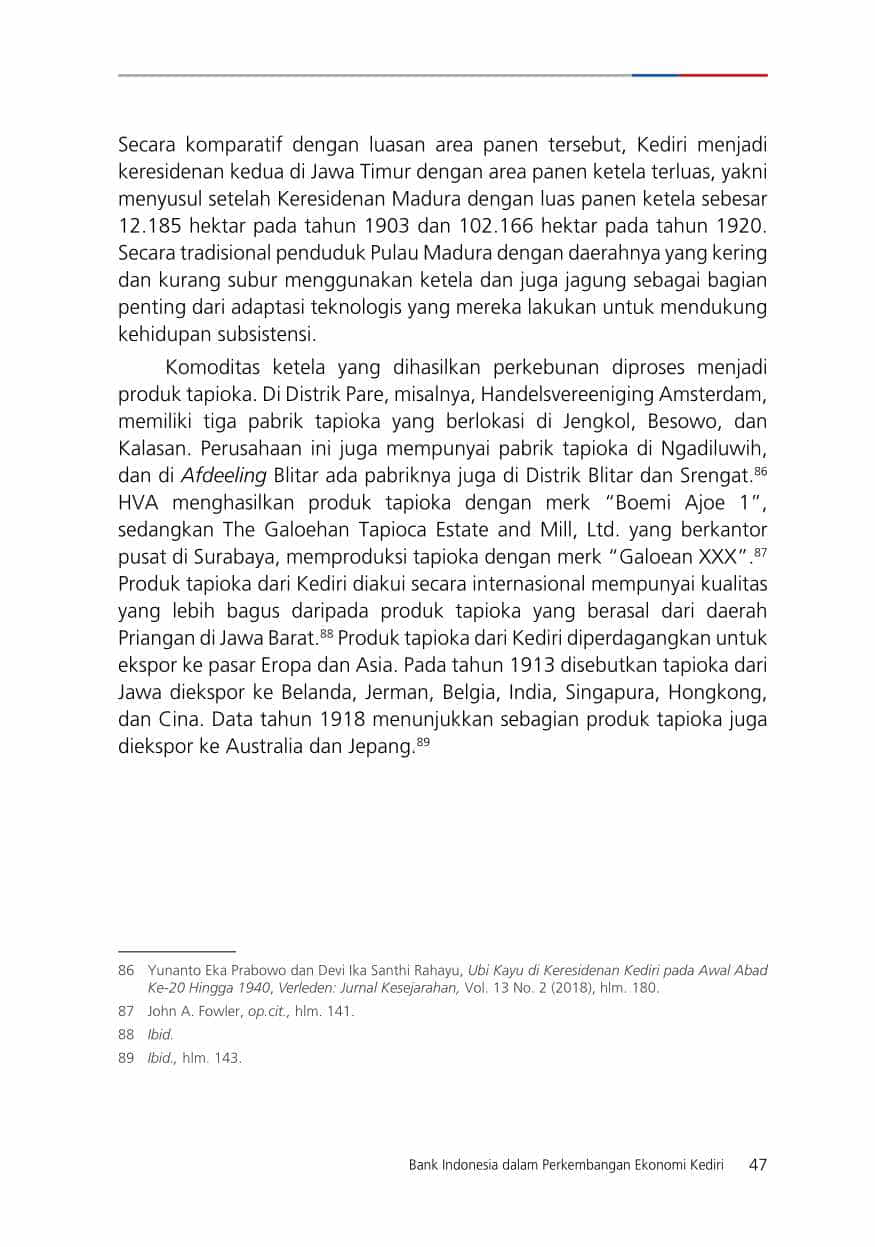 Secara komparatif dengan luasan area panen tersebut, Kediri menjadi
keresidenan kedua di Jawa Timur dengan area panen ketela terluas, yakni
menyusul setelah Keresidenan Madura dengan luas panen ketela sebesar
12.185 hektar pada tahun 1903 dan 102.166 hektar pada tahun 1920.
Secara tradisional penduduk Pulau Madura dengan daerahnya yang kering
dan kurang subur menggunakan ketela dan juga jagung sebagai bagian
penting dari adaptasi teknologis yang mereka lakukan untuk mendukung
kehidupan subsistensi.
Komoditas ketela yang dihasilkan perkebunan diproses menjadi
produk tapioka. Di Distrik Pare, misalnya, Handelsvereeniging Amsterdam,
memiliki tiga pabrik tapioka yang berlokasi di Jengkol, Besowo, dan
Kalasan. Perusahaan ini juga mempunyai pabrik tapioka di Ngadiluwih,
dan di Afdeeling Blitar ada pabriknya juga di Distrik Blitar dan Srengat.86
HVA menghasilkan produk tapioka dengan merk “Boemi Ajoe 1”,
sedangkan The Galoehan Tapioca Estate and Mill, Ltd. yang berkantor
pusat di Surabaya, memproduksi tapioka dengan merk “Galoean XXX”.87
Produk tapioka dari Kediri diakui secara internasional mempunyai kualitas
yang lebih bagus daripada produk tapioka yang berasal dari daerah
Priangan di Jawa Barat.88 Produk tapioka dari Kediri diperdagangkan untuk
ekspor ke pasar Eropa dan Asia. Pada tahun 1913 disebutkan tapioka dari
Jawa diekspor ke Belanda, Jerman, Belgia, India, Singapura, Hongkong,
dan Cina. Data tahun 1918 menunjukkan sebagian produk tapioka juga
diekspor ke Australia dan Jepang.89
86 Yunanto Eka Prabowo dan Devi Ika Santhi Rahayu, Ubi Kayu di Keresidenan Kediri pada Awal Abad
Ke-20 Hingga 1940, Verleden: Jurnal Kesejarahan, Vol. 13 No. 2 (2018), hlm. 180.
87 John A. Fowler, op.cit., hlm. 141.
88 Ibid.
89 Ibid., hlm. 143.
Bank Indonesia dalam Perkembangan Ekonomi Kediri 47